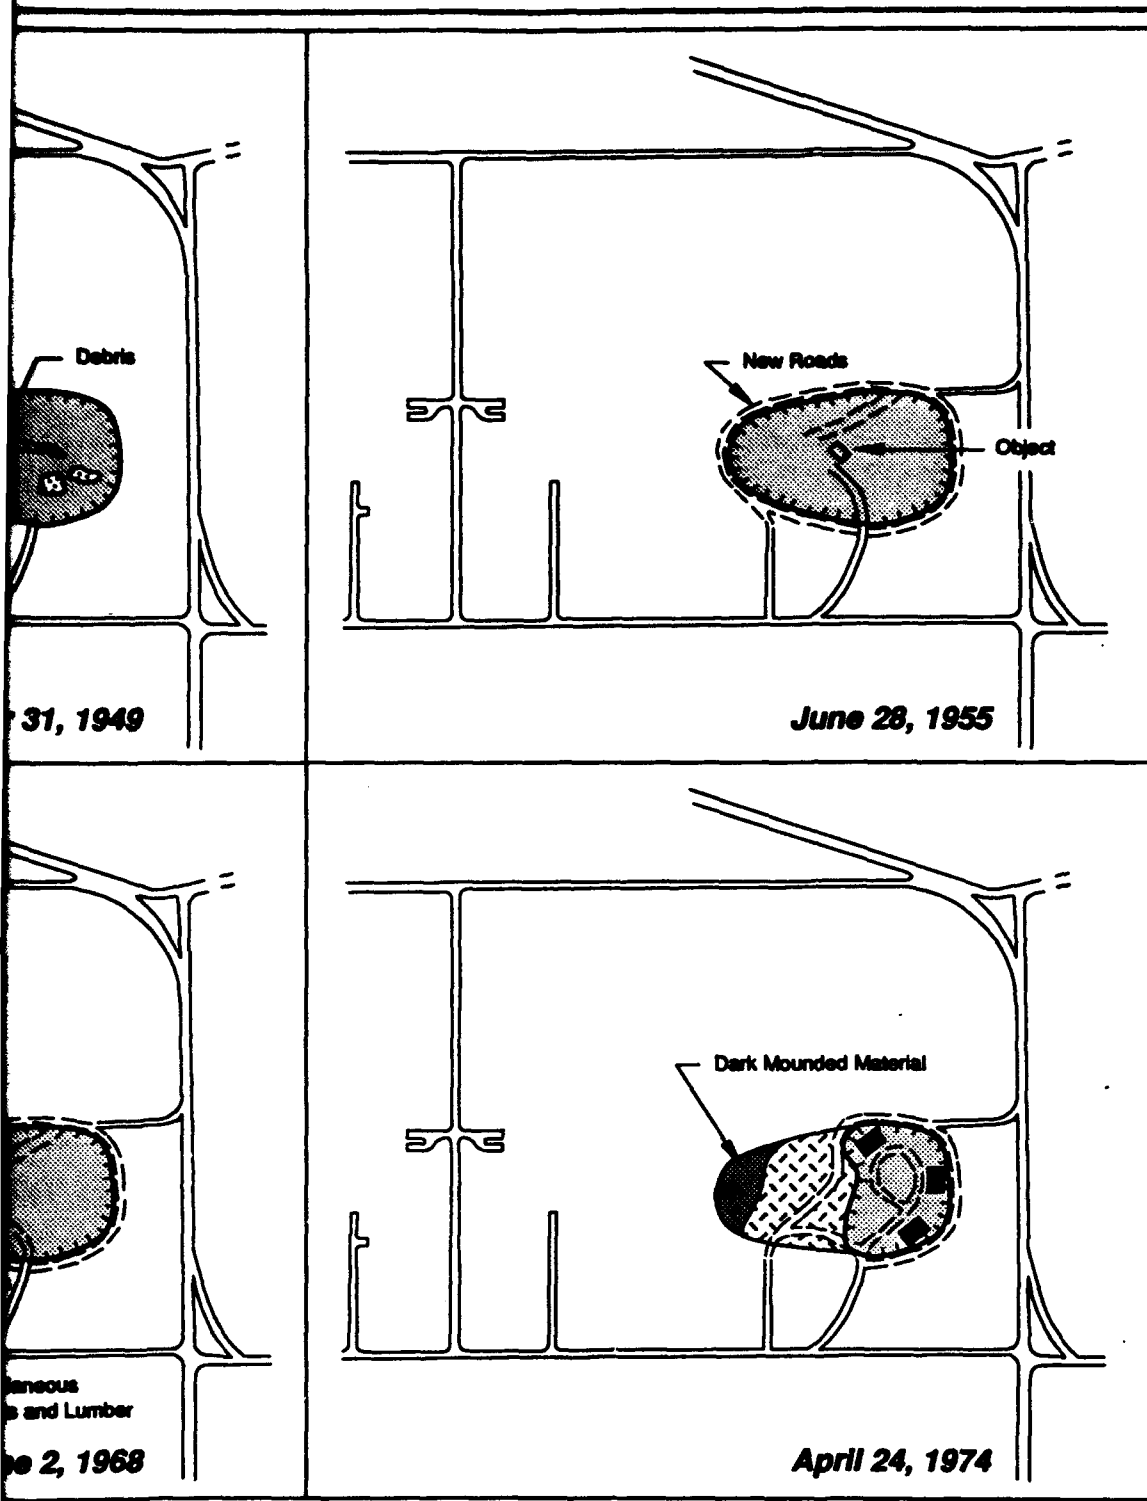 Debris
New Roads
Object
31, 1949
June 28, 1955
Dark Mounded Material
and Lumber
2, 1968
April 24, 1974